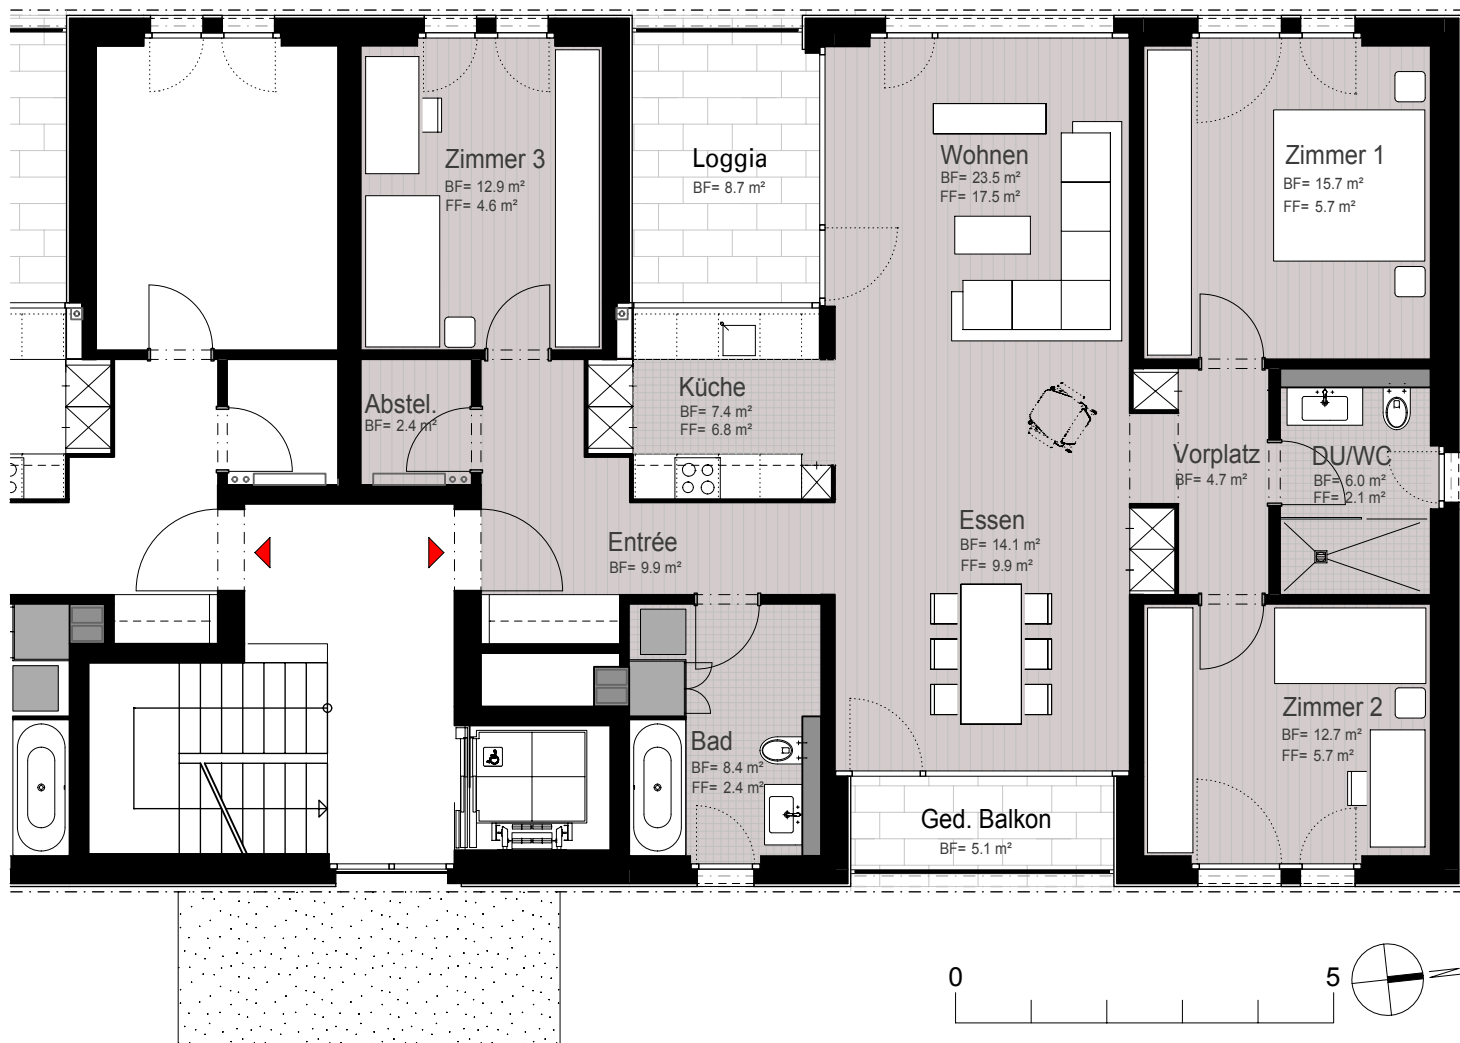 Zimmer 3
BF= 12.9 m²
FF= 4.6 m²
Loggia
BF= 8.7 m²
Wohnen
BF= 23.5 m²
FF= 17.5 m²
Zimmer 1
BF= 15.7 m²
FF= 5.7 m²
Abstel.
BF= 2.4 m²
Küche
BF= 7.4 m²
FF= 6.8 m²
Vorplatz
BF= 4.7 m²
DU/WC
BF= 6.0 m²
FF= 2.1 m²
Entrée
BF= 9.9 m²
Essen
BF= 14.1 m²
FF= 9.9 m²
Bad
BF= 8.4 m²
FF= 2.4 m²
Zimmer 2
BF= 12.7 m²
FF= 5.7 m²
Ged. Balkon
BF= 5.1 m²
0 5 N